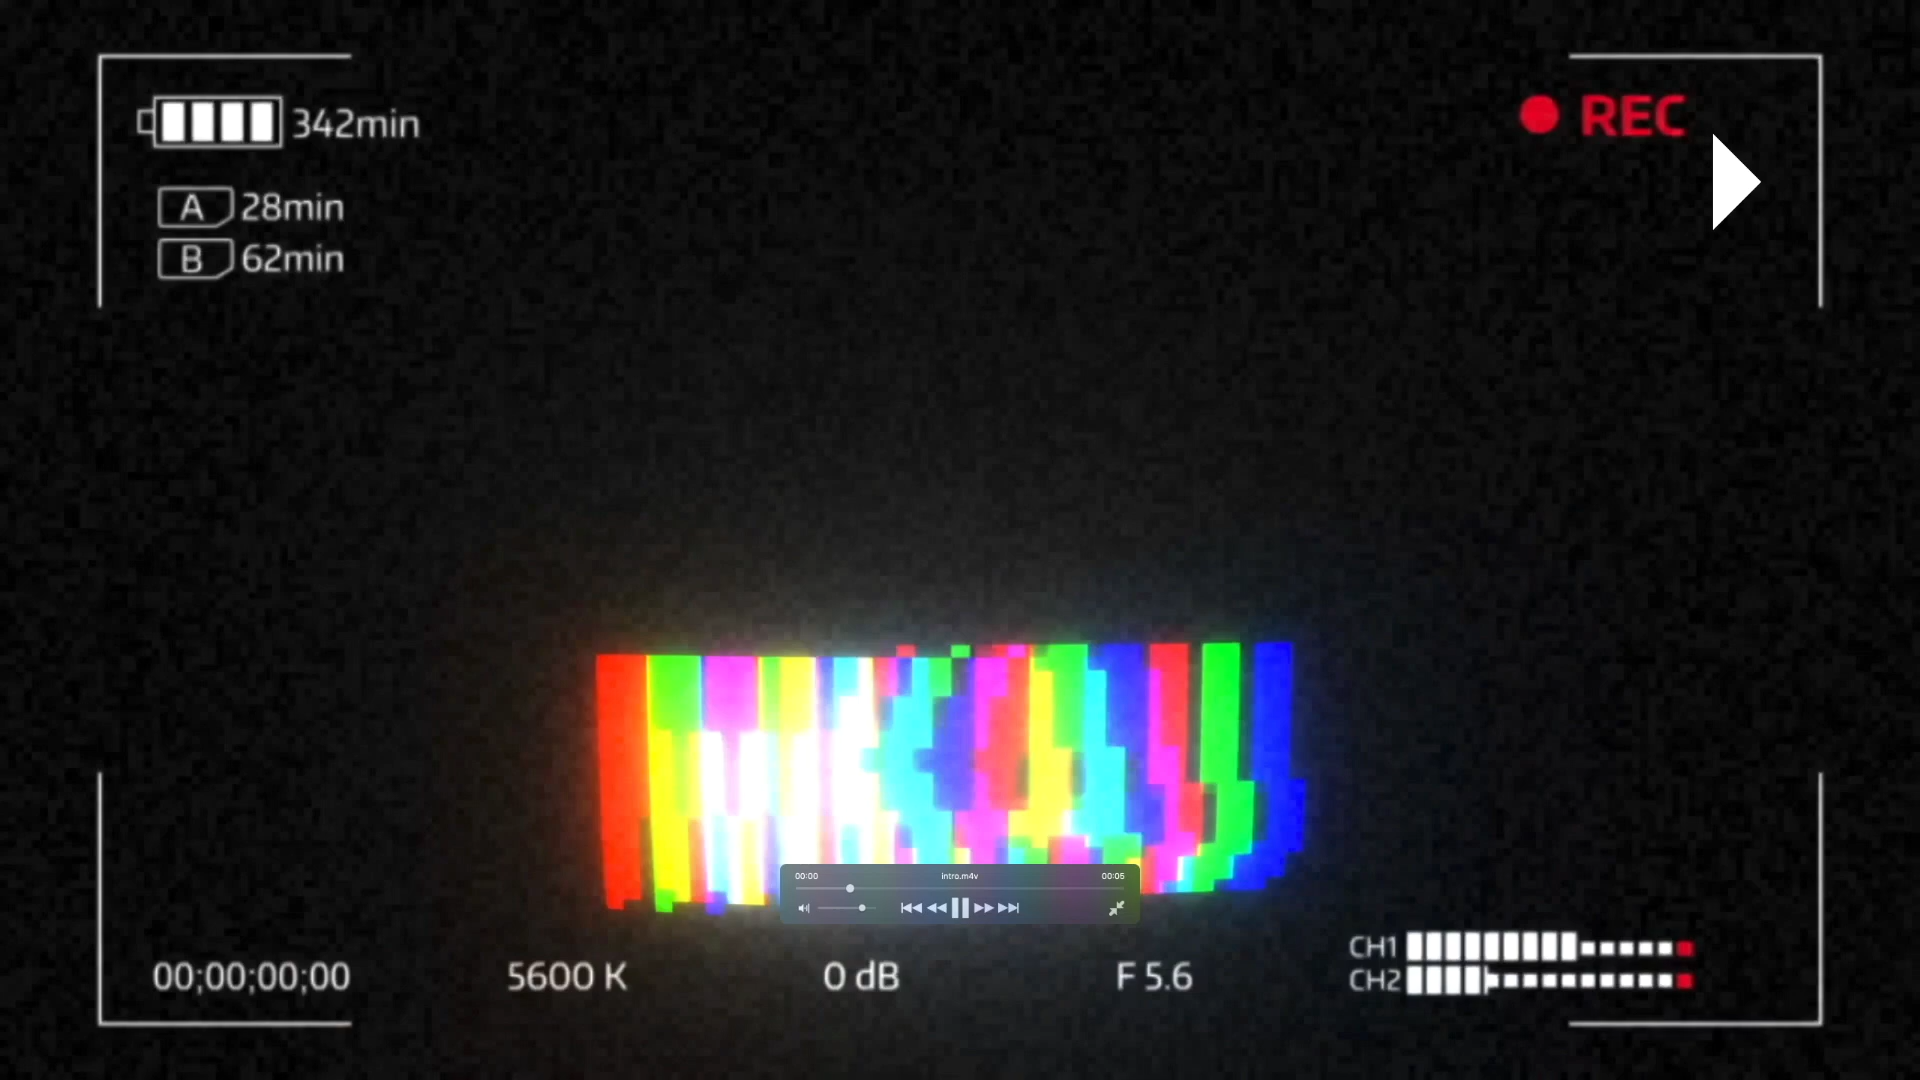 342min
REC
A 28min
B 62min
00:00 intro.m4v 00:05
CH1
00;00;00;00 5600 K 0 dB F 5.6 CH2